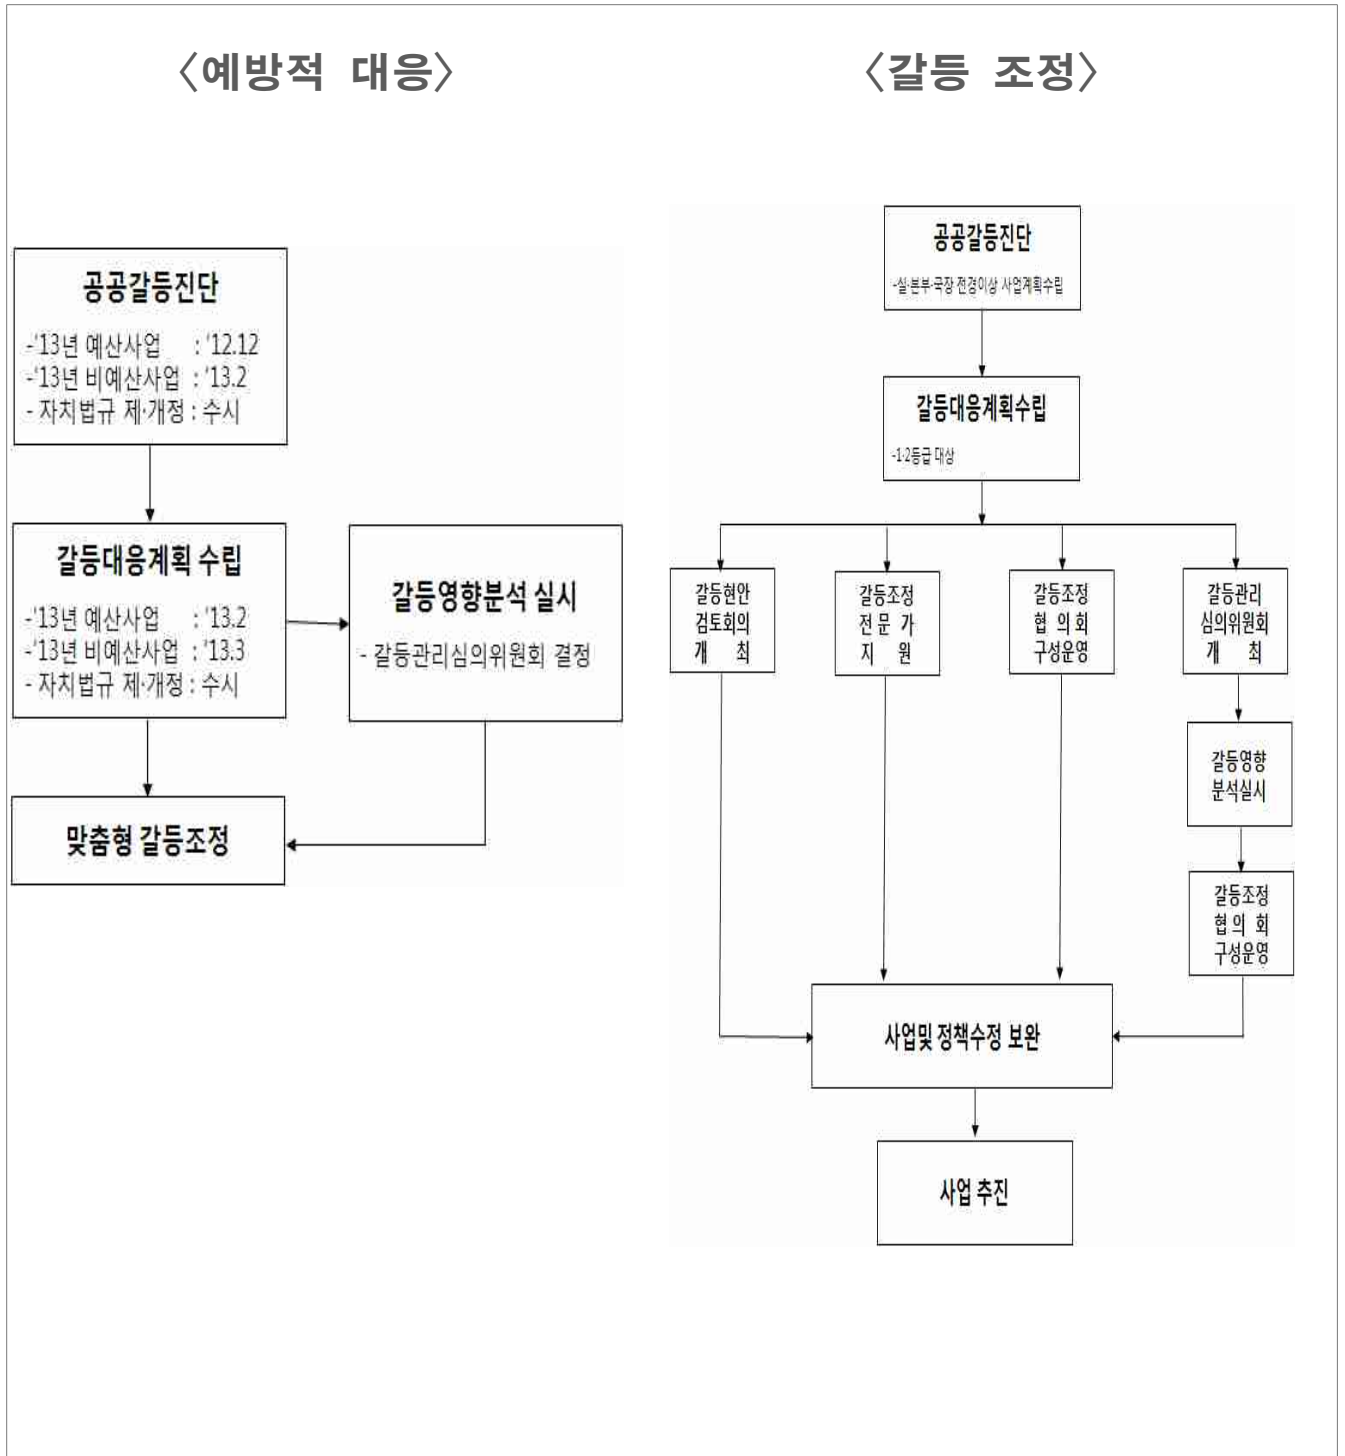 〈예방적 대응〉
공공갈등진단
-'13년 예산사업 : '12.12
-'13년 비예산사업 : '13.2
- 자치법규 제·개정 : 수시
갈등대응계획 수립
-'13년 예산사업 : '13.2
-'13년 비예산사업 : '13.3
- 자치법규 제·개정 : 수시
갈등영향분석 실시
- 갈등관리심의위원회 결정
맞춤형 갈등조정
〈갈등 조정〉
공공갈등진단
-실·본부·국장 전경이상 사업계획수립
갈등대응계획수립
-1·2등급 대상
갈등현안
검토회의
개 최
갈등조정
전 문 가
지 원
갈등조정
협 의 회
구성운영
갈등관리
심의위원회
개 최
갈등영향
분석실시
갈등조정
협 의 회
구성운영
사업및 정책수정 보완
사업 추진